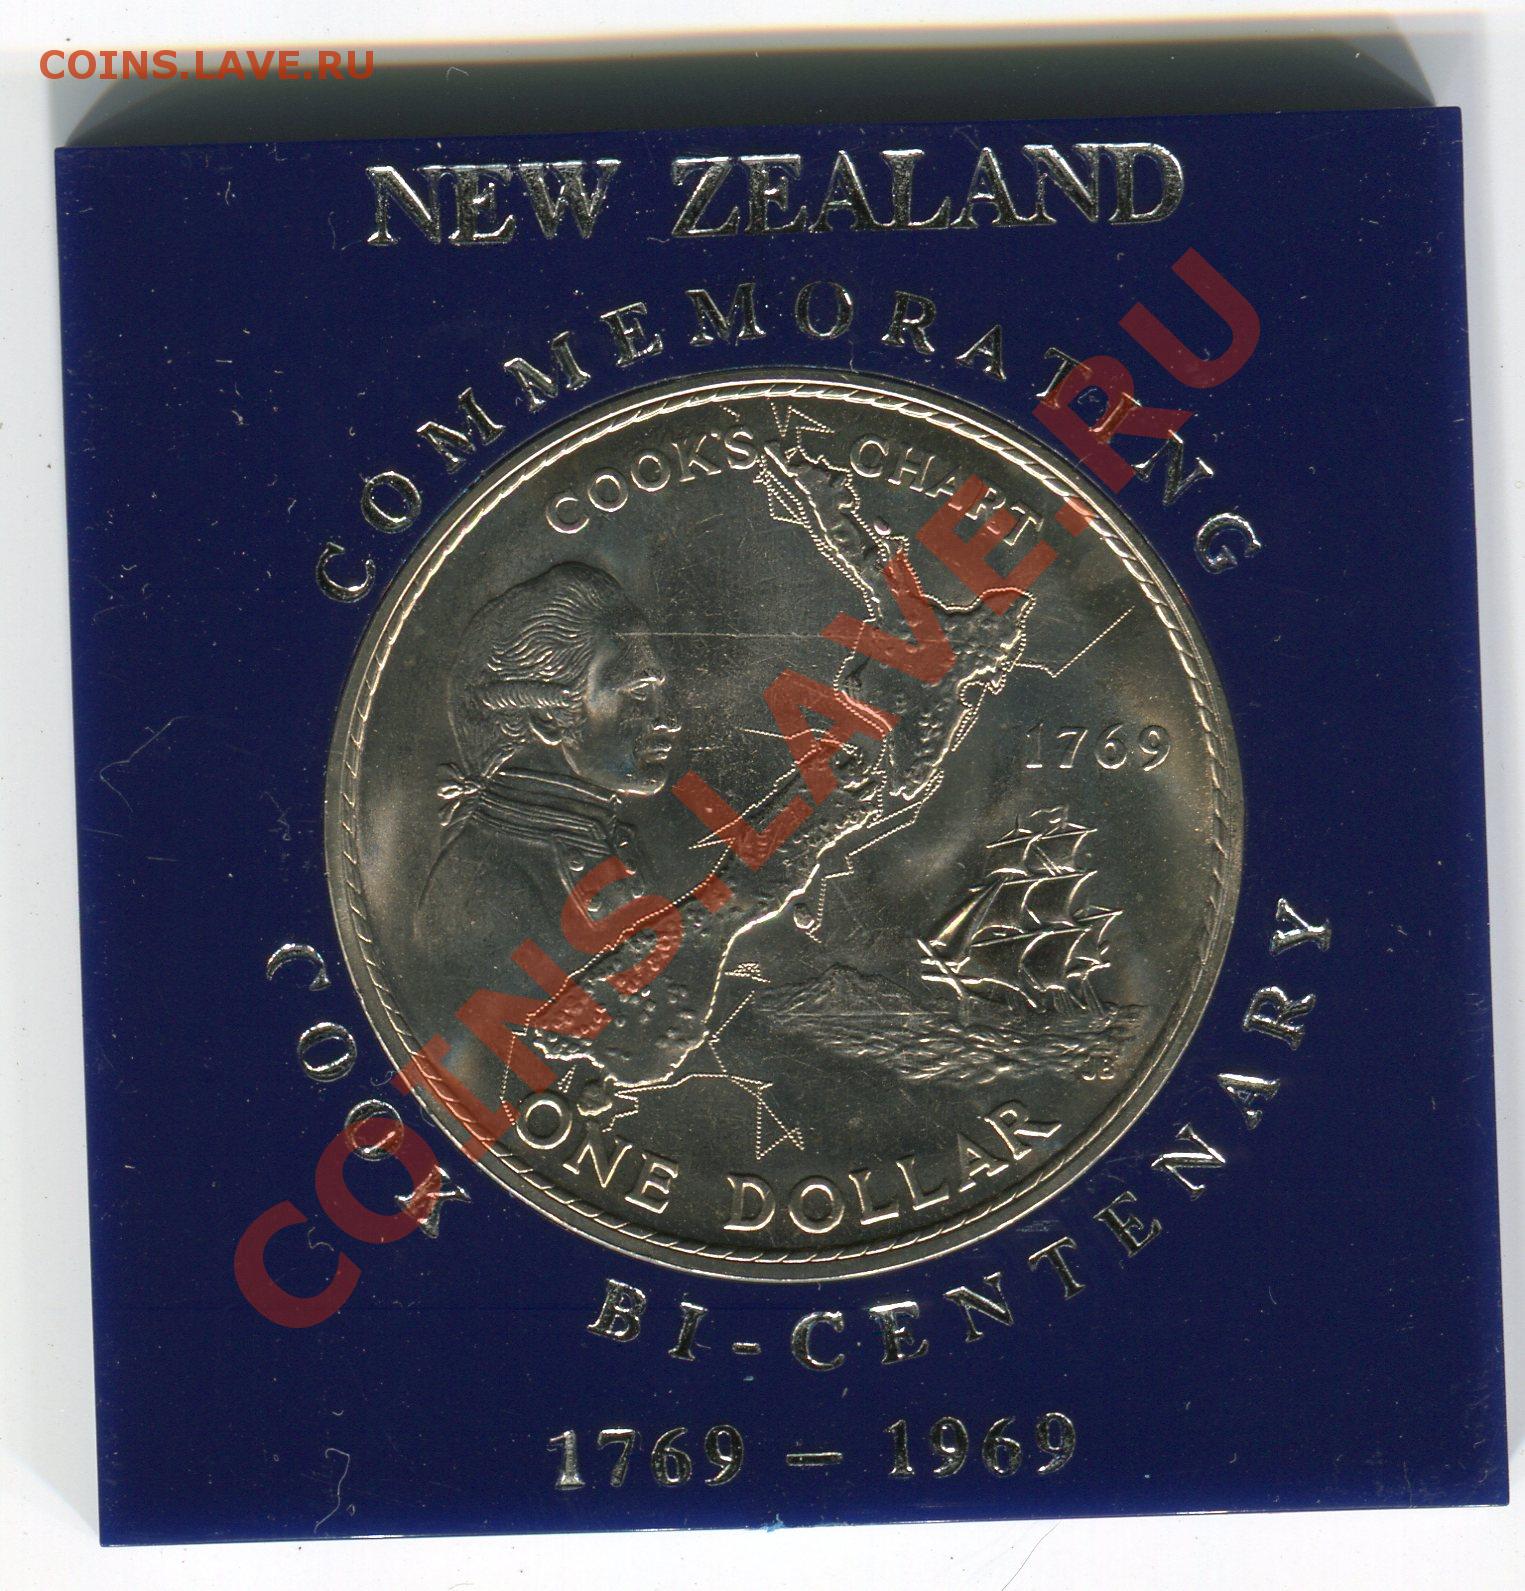 COINS.LAVE.RU
NEW ZEALAND
COMMEMORATING
COOK'S CHART
1769
JB
ONE DOLLAR
COOK BI-CENTENARY
1769 – 1969
COINS.LAVE.RU